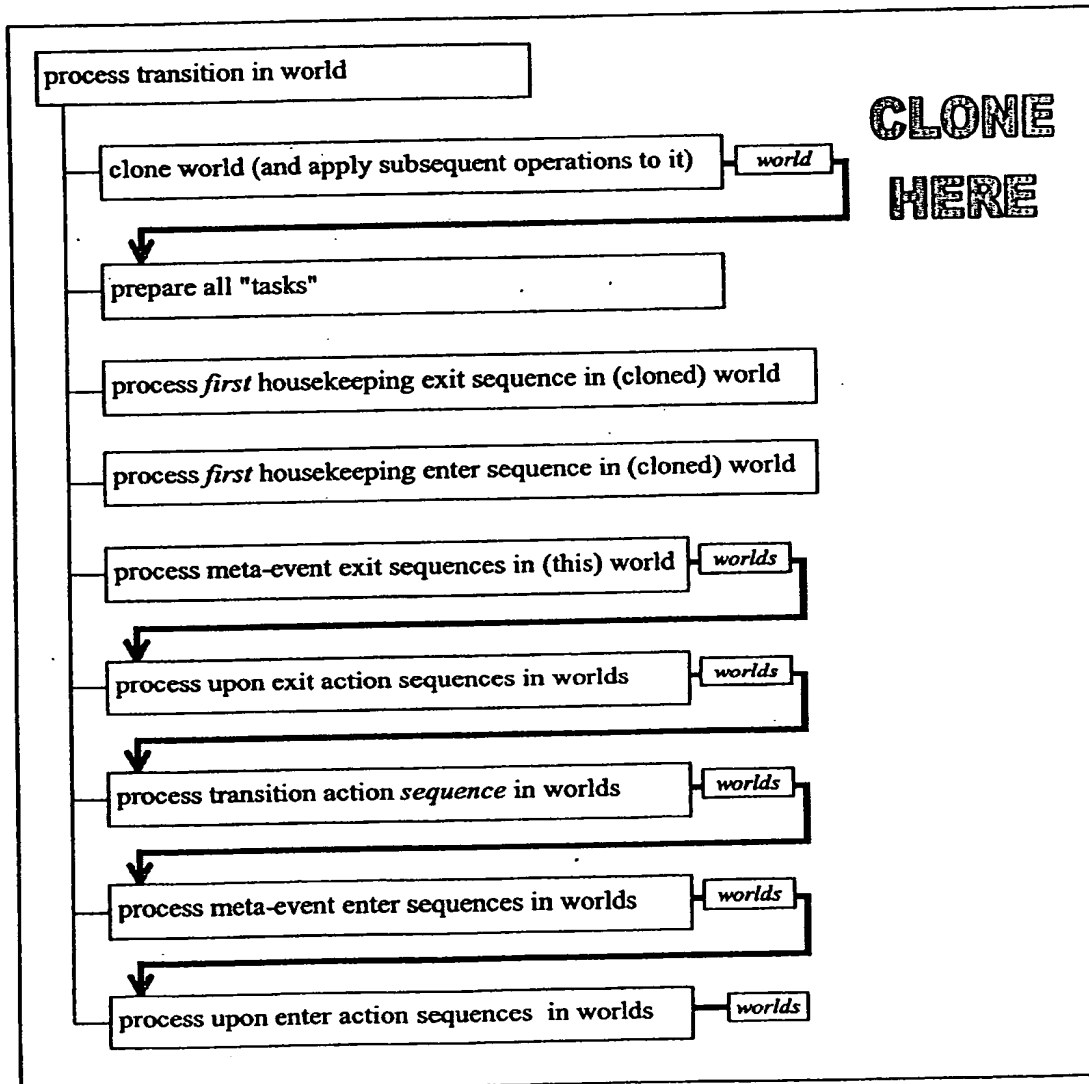 process transition in world
CLONE
HERE
clone world (and apply subsequent operations to it)
world
prepare all "tasks"
process first housekeeping exit sequence in (cloned) world
process first housekeeping enter sequence in (cloned) world
process meta-event exit sequences in (this) world
worlds
process upon exit action sequences in worlds
worlds
process transition action sequence in worlds
worlds
process meta-event enter sequences in worlds
worlds
process upon enter action sequences in worlds
worlds